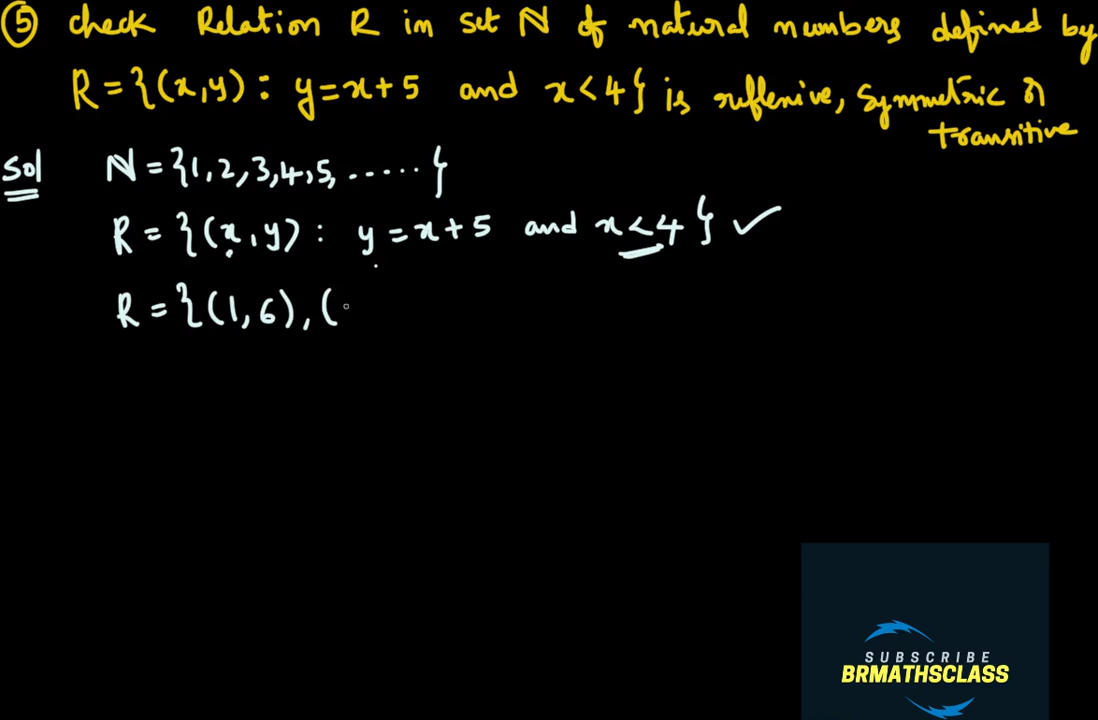 ⑤ check Relation R in set N of natural numbers defined by
R = {(x,y) : y=x+5 and x<4} is reflexive, symmetric or
transitive
Sol N = {1,2,3,4,5, ..... }
R = {(x,y) : y = x+5 and x<4} ✓
R = {(1,6), (
SUBSCRIBE
BRMATHSCLASS